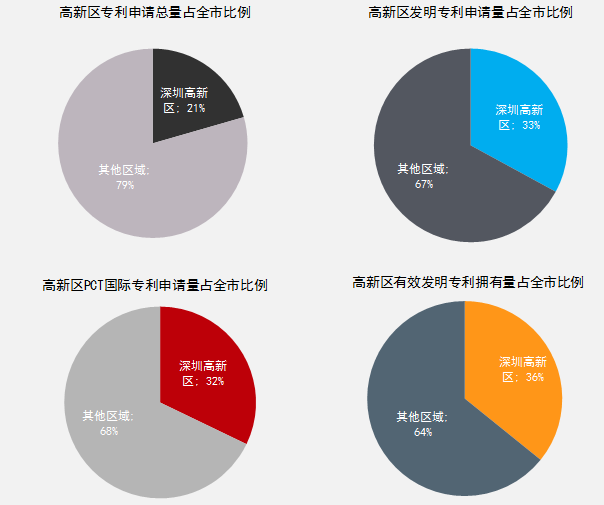 高新区专利申请总量占全市比例
深圳高新
区：21%
其他区域：
79%
高新区发明专利申请量占全市比例
深圳高新
区：33%
其他区域：
67%
高新区PCT国际专利申请量占全市比例
深圳高新
区：32%
其他区域：
68%
高新区有效发明专利拥有量占全市比例
深圳高新
区：36%
其他区域：
64%